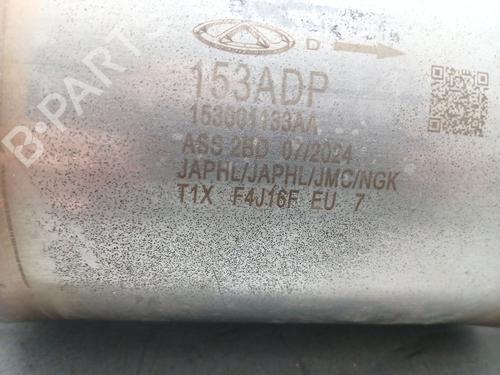 D
153ADP
153001133AA
ASS 2BD 07/2024
JAPHL/JAPHL/JMC/NGK
T1X F4J16F EU 7
B-PARTS